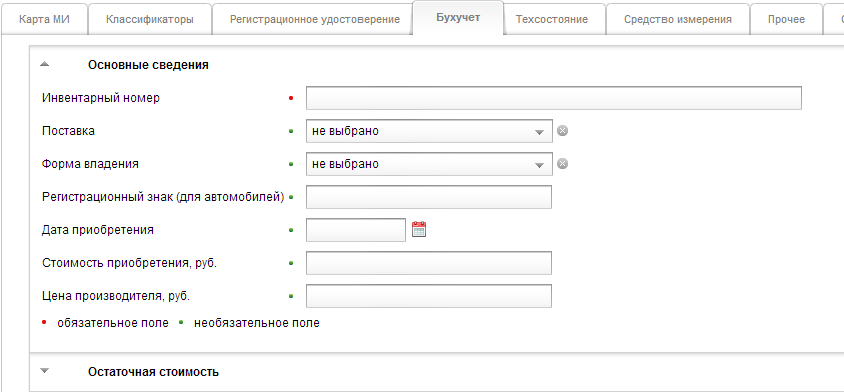 Карта МИ Классификаторы Регистрационное удостоверение Бухучет Техсостояние Средство измерения Прочее
Основные сведения
Инвентарный номер
Поставка не выбрано
Форма владения не выбрано
Регистрационный знак (для автомобилей)
Дата приобретения
Стоимость приобретения, руб.
Цена производителя, руб.
обязательное поле необязательное поле
Остаточная стоимость